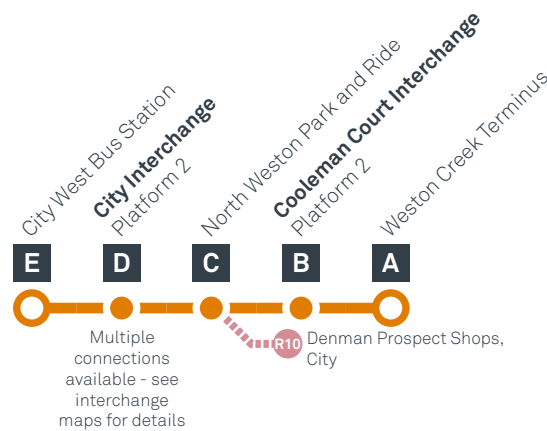 City West Bus Station
City Interchange
Platform 2
North Weston Park and Ride
Cooleman Court Interchange
Platform 2
Weston Creek Terminus
E
D
C
B
A
Multiple
connections
available - see
interchange
maps for details
R10
Denman Prospect Shops,
City